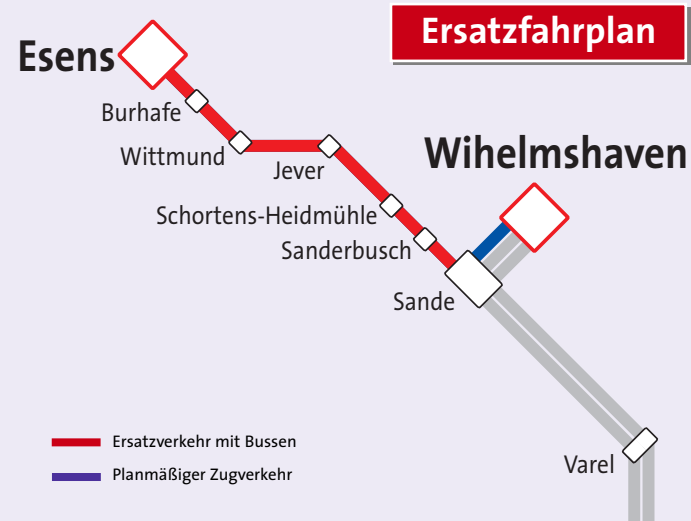 Ersatzfahrplan
Esens
Burhafe
Wittmund
Jever
Wihelmshaven
Schortens-Heidmühle
Sanderbusch
Sande
Varel
Ersatzverkehr mit Bussen
Planmäßiger Zugverkehr